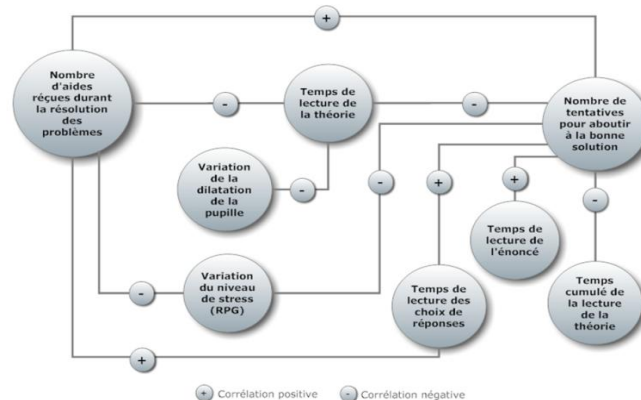 +
Nombre
d'aides
réçues durant
la résolution
des
problèmes
-
Temps de
lecture de
la théorie
-
Nombre de
tentatives
pour aboutir
à la bonne
solution
Variation
de la
dilatation
de la
pupille
-
-
+
+
-
Temps de
lecture de
l'énoncé
Variation
du niveau
de stress
(RPG)
-
Temps de
lecture des
choix de
réponses
Temps
cumulé de
la lecture
de la
théorie
+
+ Corrélation positive - Corrélation négative